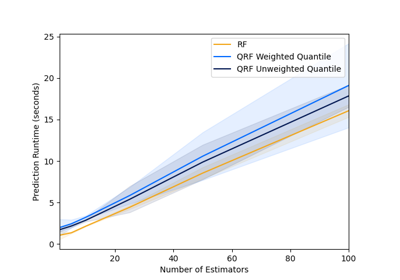 25
20
15
10
5
0
Prediction Runtime (seconds)
RF
QRF Weighted Quantile
QRF Unweighted Quantile
20 40 60 80 100
Number of Estimators